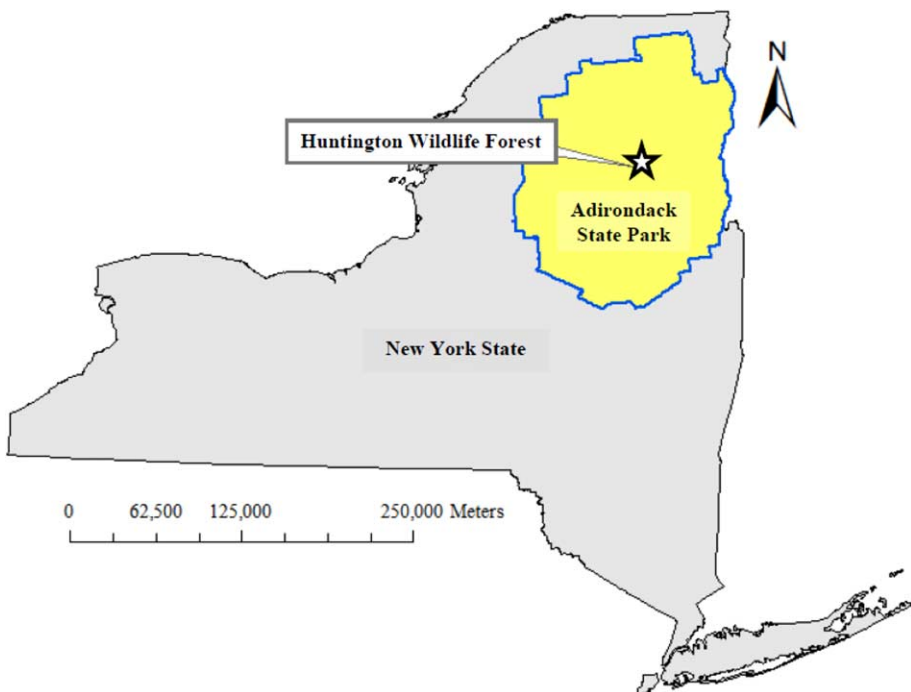 N
Huntington Wildlife Forest
Adirondack
State Park
New York State
0 62,500 125,000 250,000 Meters